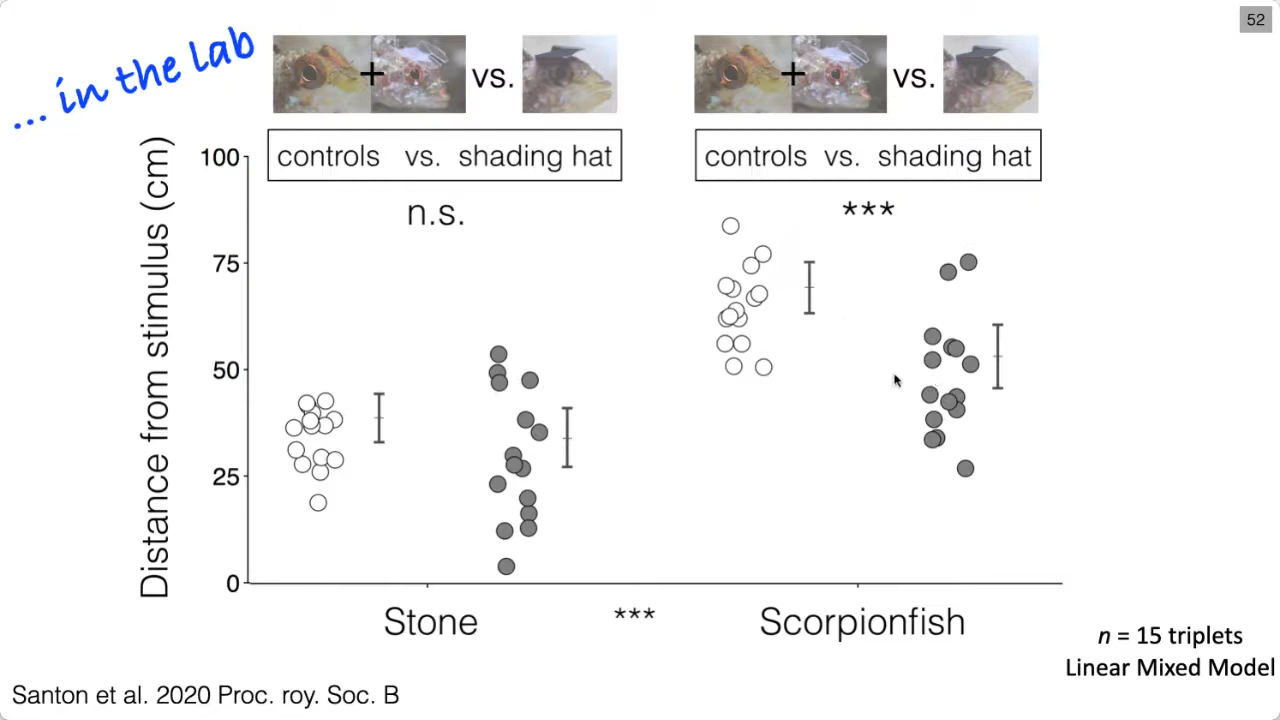 52
... in the lab
+ vs. + vs.
controls vs. shading hat controls vs. shading hat
n.s. ***
Distance from stimulus (cm)
100
75
50
25
0
Stone *** Scorpionfish
n = 15 triplets
Linear Mixed Model
Santon et al. 2020 Proc. roy. Soc. B